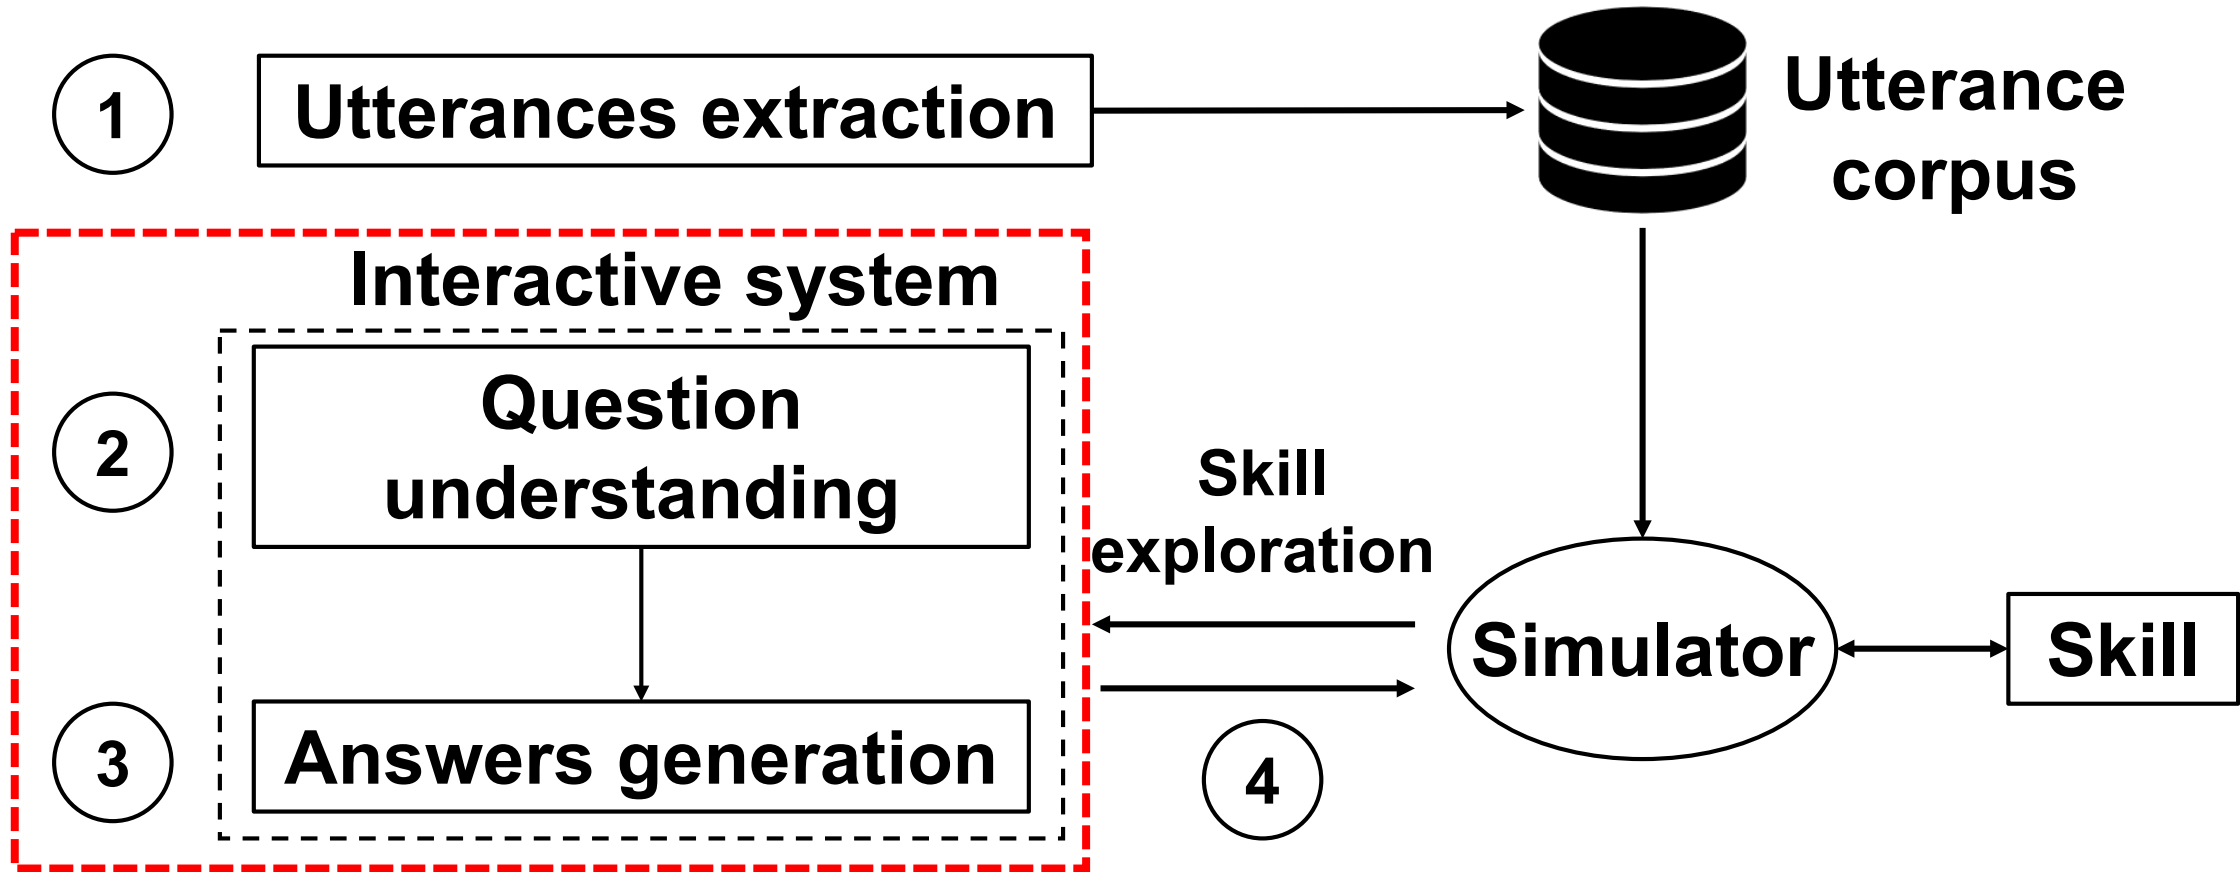 1
Utterances extraction
Utterance
corpus
Interactive system
2
Question
understanding
3
Answers generation
Skill
exploration
4
Simulator
Skill